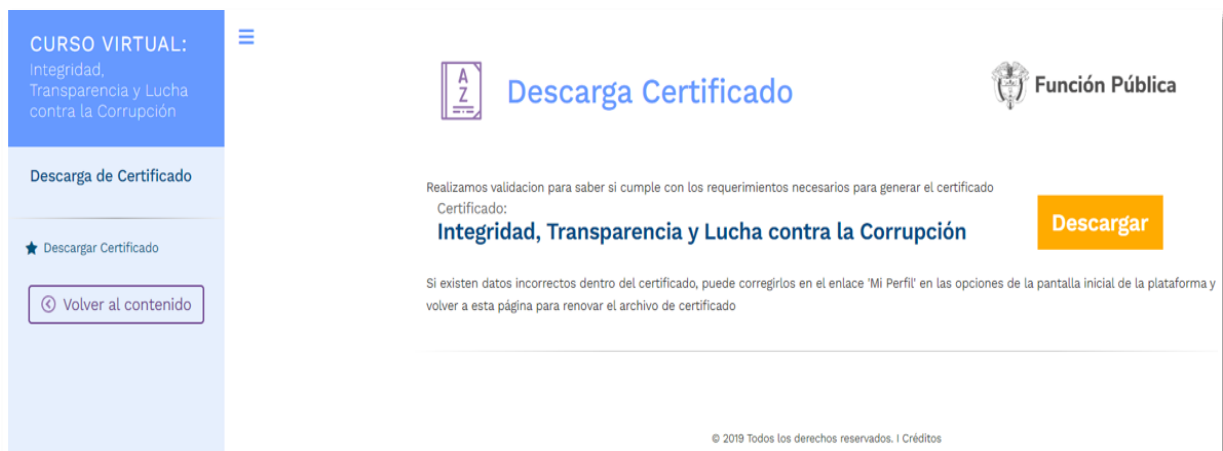 CURSO VIRTUAL:
Integridad,
Transparencia y Lucha
contra la Corrupción
Descarga de Certificado
Descargar Certificado
Volver al contenido
A
Z
Descarga Certificado
Función Pública
Realizamos validacion para saber si cumple con los requerimientos necesarios para generar el certificado
Certificado:
Integridad, Transparencia y Lucha contra la Corrupción
Descargar
Si existen datos incorrectos dentro del certificado, puede corregirlos en el enlace 'Mi Perfil' en las opciones de la pantalla inicial de la plataforma y
volver a esta página para renovar el archivo de certificado
© 2019 Todos los derechos reservados. I Créditos